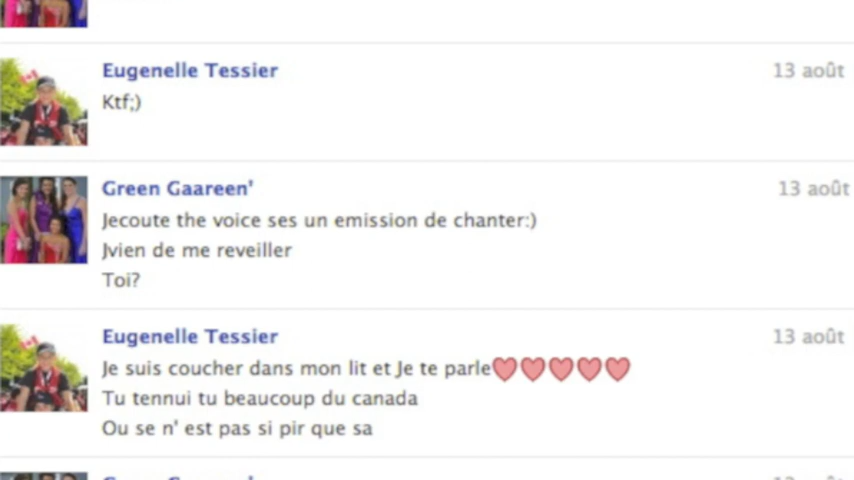 Eugenelle Tessier 13 août
Ktf;)
Green Gaareen' 13 août
Jecoute the voice ses un emission de chanter:)
Jvien de me reveiller
Toi?
Eugenelle Tessier 13 août
Je suis coucher dans mon lit et Je te parle
Tu tennui tu beaucoup du canada
Ou se n' est pas si pir que sa